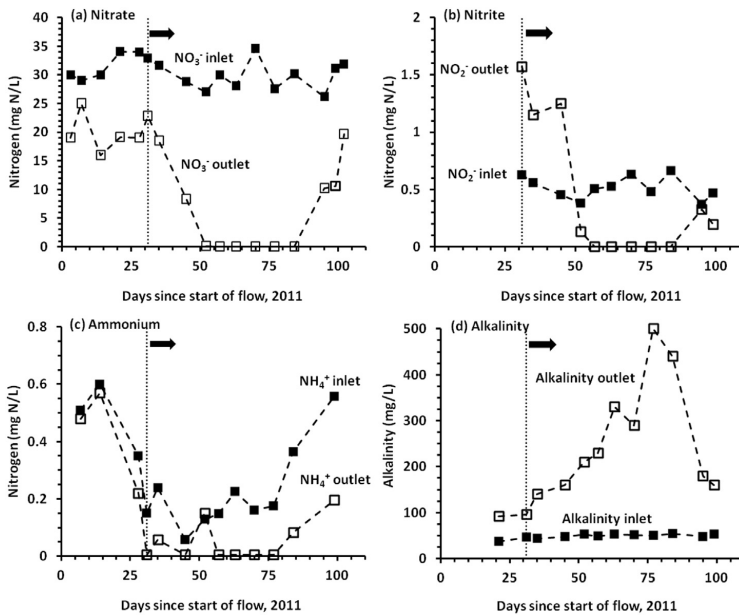 (a) Nitrate
40
35
30
25
20
15
10
5
0
Nitrogen (mg N/L)
NO₃⁻ inlet
NO₃⁻ outlet
0 25 50 75 100
Days since start of flow, 2011
(b) Nitrite
2
1.5
1
0.5
0
Nitrogen (mg N/L)
NO₂⁻ outlet
NO₂⁻ inlet
0 25 50 75 100
Days since start of flow, 2011
(c) Ammonium
0.8
0.6
0.4
0.2
0
Nitrogen (mg N/L)
NH₄⁺ inlet
NH₄⁺ outlet
0 25 50 75 100
Days since start of flow, 2011
(d) Alkalinity
500
400
300
200
100
0
Alkalinity (mg/L)
Alkalinity outlet
Alkalinity inlet
0 25 50 75 100
Days since start of flow, 2011